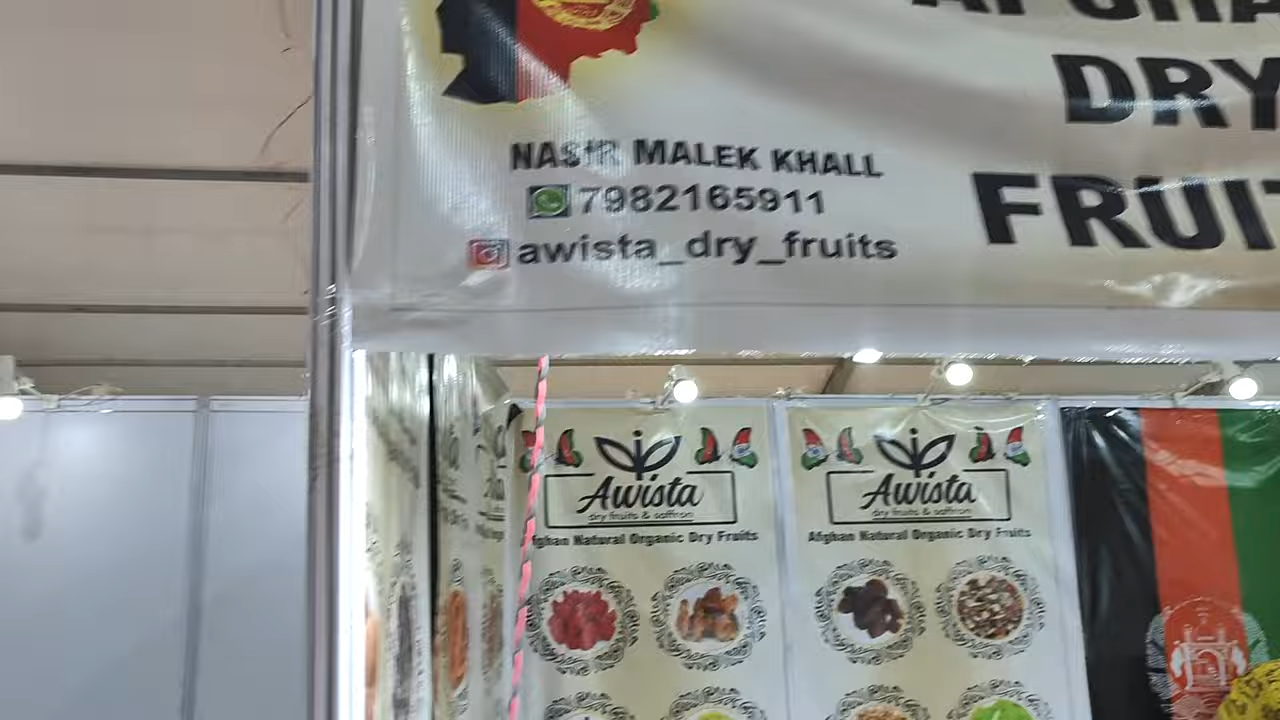 DRY
NASIR MALEK KHALL
7982165911
awista_dry_fruits
Awista
dry fruits & saffron
Afghan Natural Organic Dry Fruits
Awista
dry fruits & saffron
Afghan Natural Organic Dry Fruits